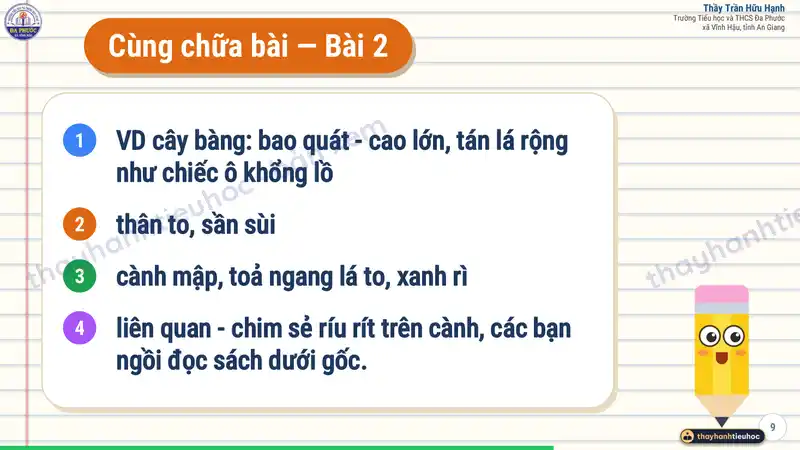 Thầy Trần Hữu Hạnh
Trường Tiểu học và THCS Đa Phước
xã Vĩnh Hậu, tỉnh An Giang
ĐA PHƯỚC
Cùng chữa bài – Bài 2
1 VD cây bàng: bao quát - cao lớn, tán lá rộng
như chiếc ô khổng lồ
2 thân to, sần sùi
3 cành mập, toả ngang lá to, xanh rì
4 liên quan - chim sẻ ríu rít trên cành, các bạn
ngồi đọc sách dưới gốc.
thayhanhtieuhoc
9